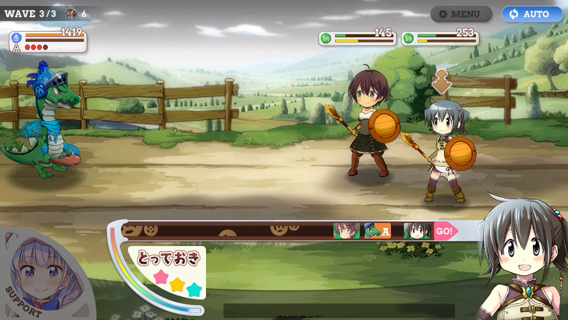 WAVE 3/3 6
MENU
AUTO
1419
A
145
253
A
GO!
とっておき
SUPPORT